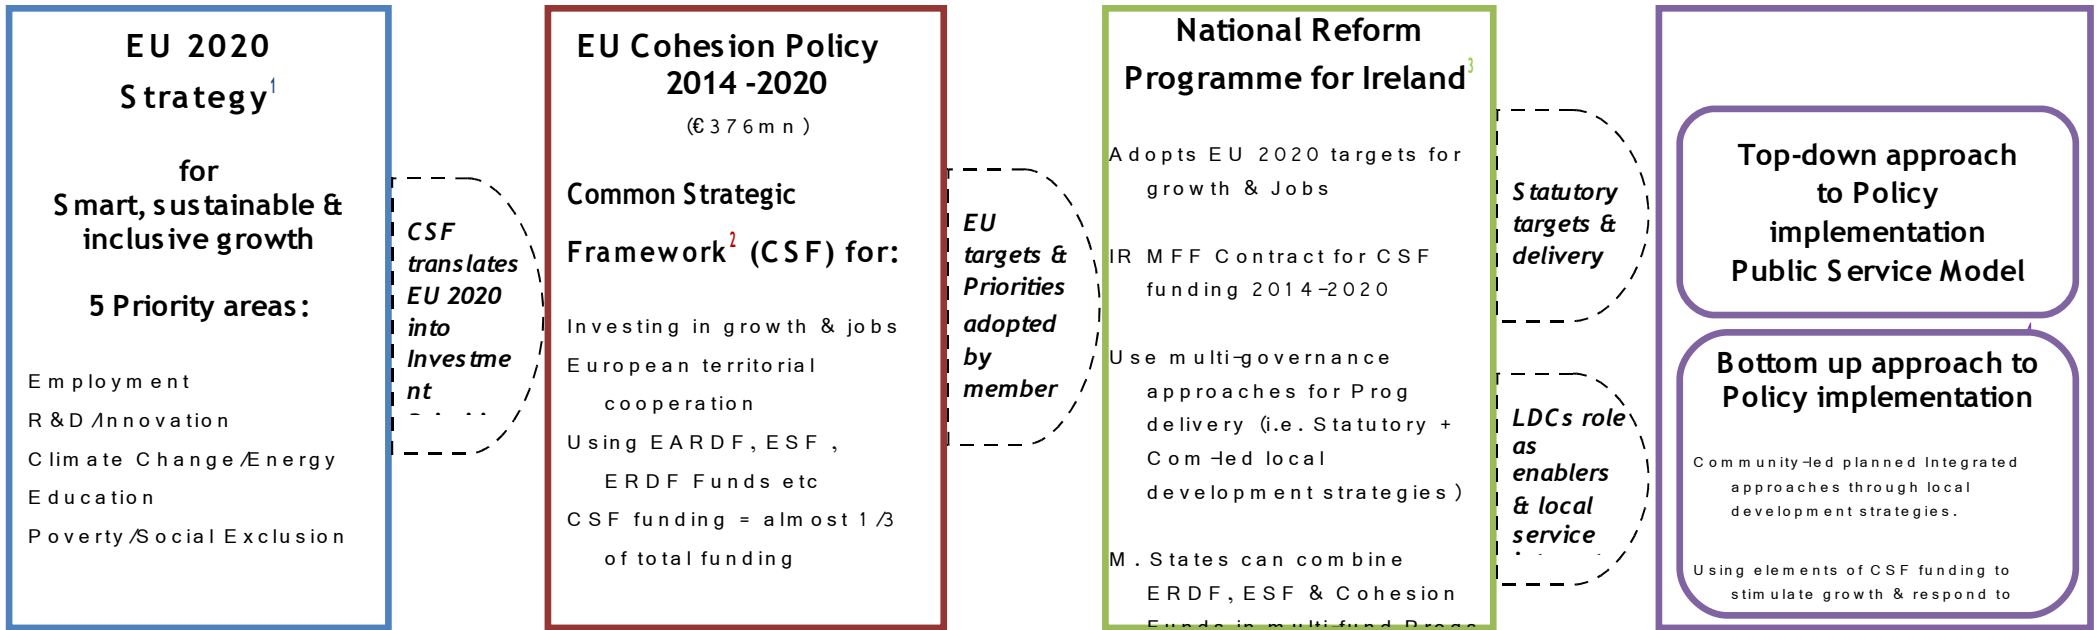 EU 2020
Strategy1
for
Smart, sustainable &
inclusive growth
5 Priority areas:
Employment
R&D/Innovation
Climate Change/Energy
Education
Poverty/Social Exclusion
CSF
translates
EU 2020
into
Investme
nt
EU Cohesion Policy
2014 -2020
(€376mn)
Common Strategic
Framework2 (CSF) for:
Investing in growth & jobs
European territorial
cooperation
Using EARDF, ESF ,
ERDF Funds etc
CSF funding = almost 1/3
of total funding
EU
targets &
Priorities
adopted
by
member
National Reform
Programme for Ireland3
Adopts EU 2020 targets for
growth & Jobs
IR MFF Contract for CSF
funding 2014-2020
Use multi-governance
approaches for Prog
delivery (i.e. Statutory +
Com-led local
development strategies)
M. States can combine
ERDF, ESF & Cohesion
Funds in multi-fund Progs
Statutory
targets &
delivery
LDCs role
as
enablers
& local
service
Top-down approach
to Policy
implementation
Public Service Model
Bottom up approach to
Policy implementation
Community-led planned Integrated
approaches through local
development strategies.
Using elements of CSF funding to
stimulate growth & respond to